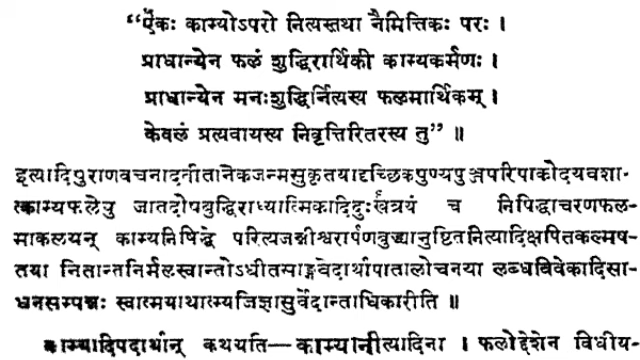 “एैकः काम्योऽपरो नित्यस्तथा नैमित्तिकः परः ।
प्राधान्येन फलं शुद्धिरार्थिकी काम्यकर्मणः ।
प्राधान्येन मनःशुद्धिर्नित्यस्य फलमार्थिकम् ।
केवलं प्रत्यवायस्य निवृत्तिरितरस्य तु” ॥
इत्यादिपुराणवचनादनीतानेकजन्मसुकृतयादृच्छिकपुण्यपुञ्जपरिपाकोदयवशा-
त्काम्यफलेषु जातदोषबुद्धिराध्यात्मिकादिदुःखत्रयं च निषिद्धाचरणफल-
माकलयन् काम्यनिषिद्धे परित्यजन्नीश्वरार्पणबुद्ध्यानुष्टितनित्यादिक्षपितकल्मष-
तया नितान्तनिर्मलस्वान्तोऽधीतसाङ्गवेदार्थापातालोचनया लब्धविवेकादिसा-
धनसम्पन्नः स्वात्मयाथात्म्यजिज्ञासुर्वेदान्ताधिकारीति ॥
काम्यादिपदार्थान् कथयति—काम्यानीत्यादिना । फलोद्देशेन विधीय-